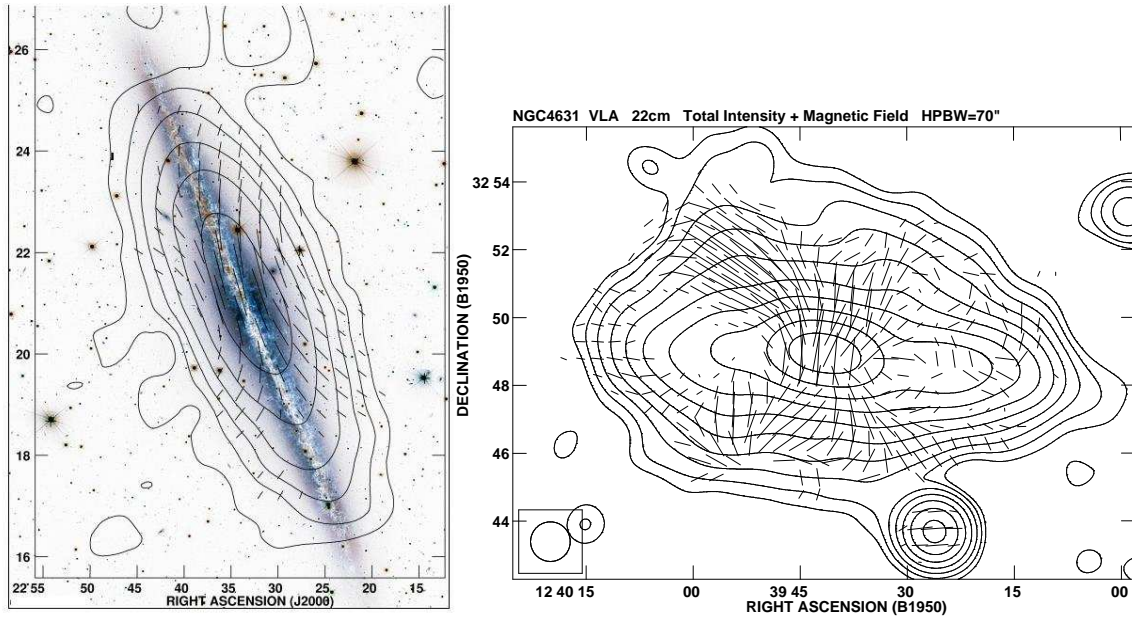 26
24
22
20
18
16
22 55 50 45 40 35 30 25 20 15
RIGHT ASCENSION (J2000)
NGC4631 VLA 22cm Total Intensity + Magnetic Field HPBW=70"
DECLINATION (B1950)
32 54
52
50
48
46
44
12 40 15 00 39 45 30 15 00
RIGHT ASCENSION (B1950)